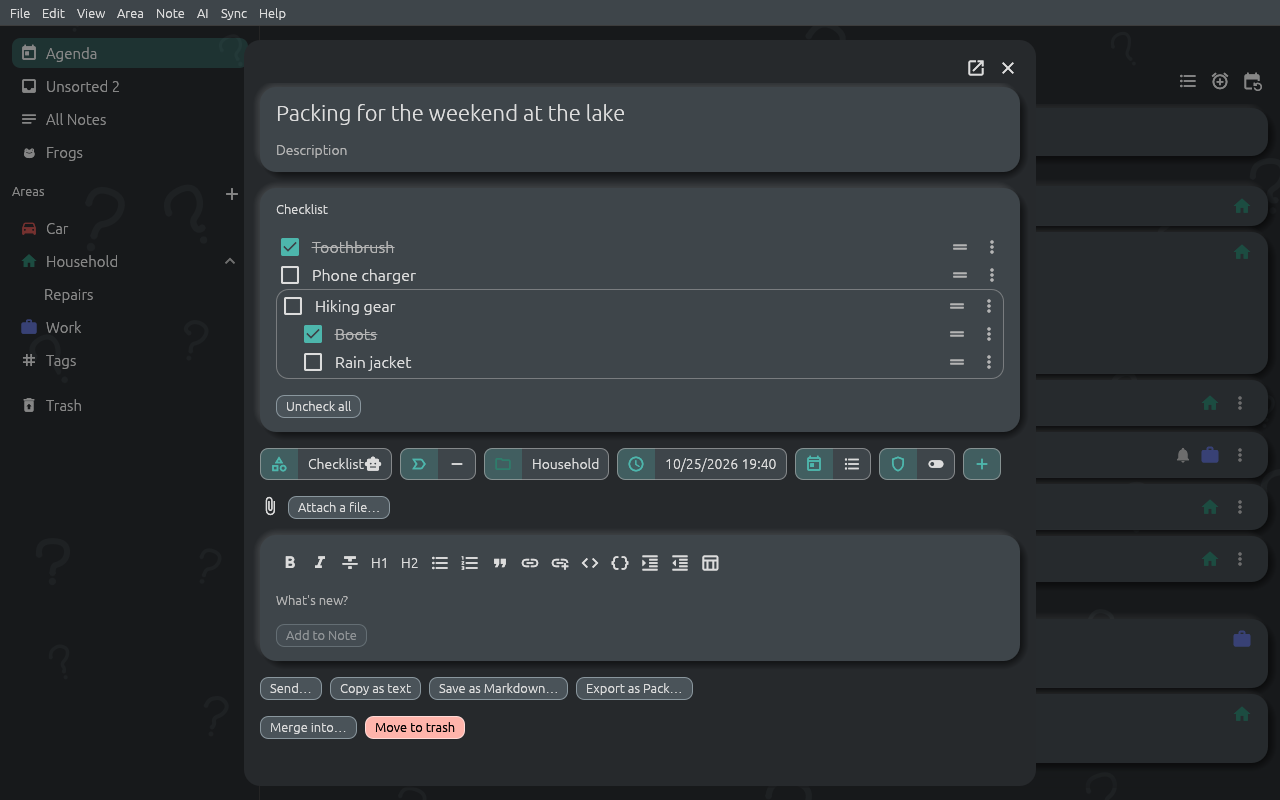 File Edit View Area Note AI Sync Help
Agenda
Unsorted 2
All Notes
Frogs
Areas
Car
Household
Repairs
Work
Tags
Trash
Packing for the weekend at the lake
Description
Checklist
Toothbrush
Phone charger
Hiking gear
Boots
Rain jacket
Uncheck all
Checklist Household 10/25/2026 19:40
Attach a file…
H1 H2
What's new?
Add to Note
Send… Copy as text Save as Markdown… Export as Pack…
Merge into… Move to trash